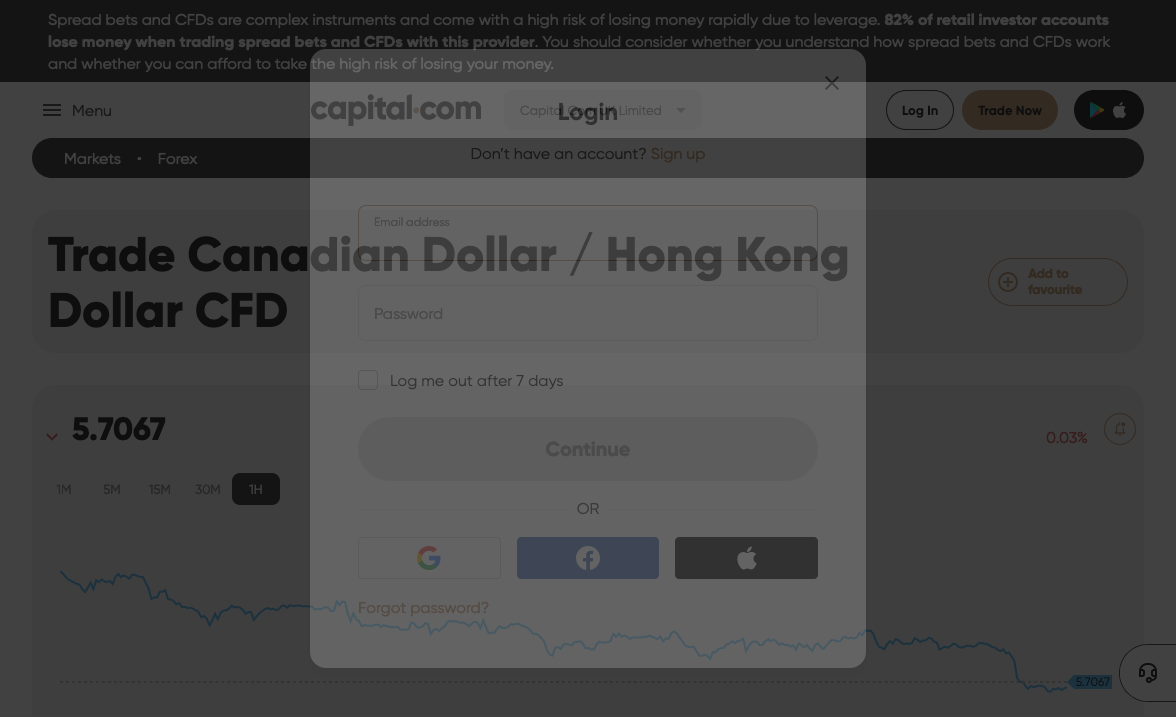 Spread bets and CFDs are complex instruments and come with a high risk of losing money rapidly due to leverage. 82% of retail investor accounts
lose money when trading spread bets and CFDs with this provider. You should consider whether you understand how spread bets and CFDs work
and whether you can afford to take the high risk of losing your money.
Menu
capital.com
Capital Com UK Limited
Log In
Trade Now
Login
Markets • Forex
Don't have an account? Sign up
Email address
Trade Canadian Dollar / Hong Kong
Dollar CFD
Add to
favourite
Password
Log me out after 7 days
5.7067
0.03%
Continue
1M 5M 15M 30M 1H
OR
Forgot password?
5.7067